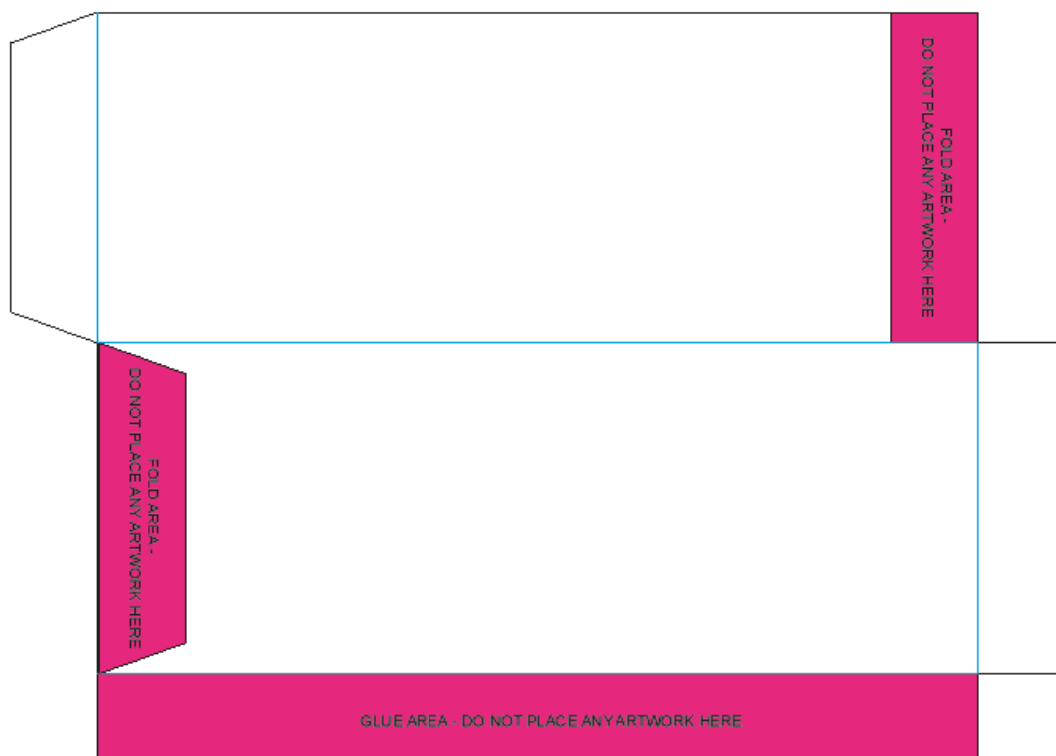 FOLD AREA -
DO NOT PLACE ANY ARTWORK HERE
FOLD AREA -
DO NOT PLACE ANY ARTWORK HERE
GLUE AREA - DO NOT PLACE ANY ARTWORK HERE